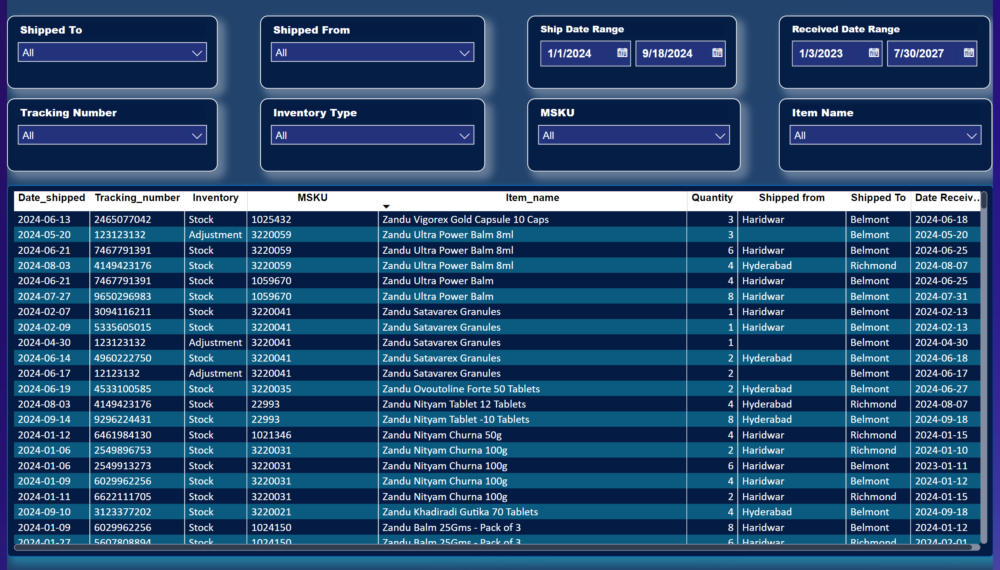 Shipped To
All
Shipped From
All
Ship Date Range
1/1/2024 9/18/2024
Received Date Range
1/3/2023 7/30/2027
Tracking Number
All
Inventory Type
All
MSKU
All
Item Name
All
Date_shipped Tracking_number Inventory MSKU Item_name Quantity Shipped from Shipped To Date Receiv...
2024-06-13 2465077042 Stock 1025432 Zandu Vigorex Gold Capsule 10 Caps 3 Haridwar Belmont 2024-06-18
2024-05-20 123123132 Adjustment 3220059 Zandu Ultra Power Balm 8ml 3 Belmont 2024-05-20
2024-06-21 7467791391 Stock 3220059 Zandu Ultra Power Balm 8ml 6 Haridwar Belmont 2024-06-25
2024-08-03 4149423176 Stock 3220059 Zandu Ultra Power Balm 8ml 4 Hyderabad Richmond 2024-08-07
2024-06-21 7467791391 Stock 1059670 Zandu Ultra Power Balm 4 Haridwar Belmont 2024-06-25
2024-07-27 9650296983 Stock 1059670 Zandu Ultra Power Balm 8 Haridwar Belmont 2024-07-31
2024-02-07 3094116211 Stock 3220041 Zandu Satavarex Granules 1 Haridwar Belmont 2024-02-13
2024-02-09 5335605015 Stock 3220041 Zandu Satavarex Granules 1 Haridwar Belmont 2024-02-13
2024-04-30 123123132 Adjustment 3220041 Zandu Satavarex Granules 1 Belmont 2024-04-30
2024-06-14 4960222750 Stock 3220041 Zandu Satavarex Granules 2 Hyderabad Belmont 2024-06-18
2024-06-17 12123132 Adjustment 3220041 Zandu Satavarex Granules 2 Belmont 2024-06-17
2024-06-19 4533100585 Stock 3220035 Zandu Ovoutoline Forte 50 Tablets 2 Hyderabad Belmont 2024-06-27
2024-08-03 4149423176 Stock 22993 Zandu Nityam Tablet 12 Tablets 4 Hyderabad Richmond 2024-08-07
2024-09-14 9296224431 Stock 22993 Zandu Nityam Tablet -10 Tablets 8 Hyderabad Belmont 2024-09-18
2024-01-12 6461984130 Stock 1021346 Zandu Nityam Churna 50g 4 Haridwar Richmond 2024-01-15
2024-01-06 2549896753 Stock 3220031 Zandu Nityam Churna 100g 2 Haridwar Richmond 2024-01-10
2024-01-06 2549913273 Stock 3220031 Zandu Nityam Churna 100g 6 Haridwar Belmont 2023-01-11
2024-01-09 6029962256 Stock 3220031 Zandu Nityam Churna 100g 4 Haridwar Belmont 2024-01-12
2024-01-11 6622111705 Stock 3220031 Zandu Nityam Churna 100g 2 Haridwar Richmond 2024-01-15
2024-09-10 3123377202 Stock 3220021 Zandu Khadiradi Gutika 70 Tablets 4 Hyderabad Belmont 2024-09-18
2024-01-09 6029962256 Stock 1024150 Zandu Balm 25Gms - Pack of 3 8 Haridwar Belmont 2024-01-12
2024-01-27 5607808894 Stock 1024150 Zandu Balm 25Gms - Pack of 3 6 Haridwar Richmond 2024-02-01